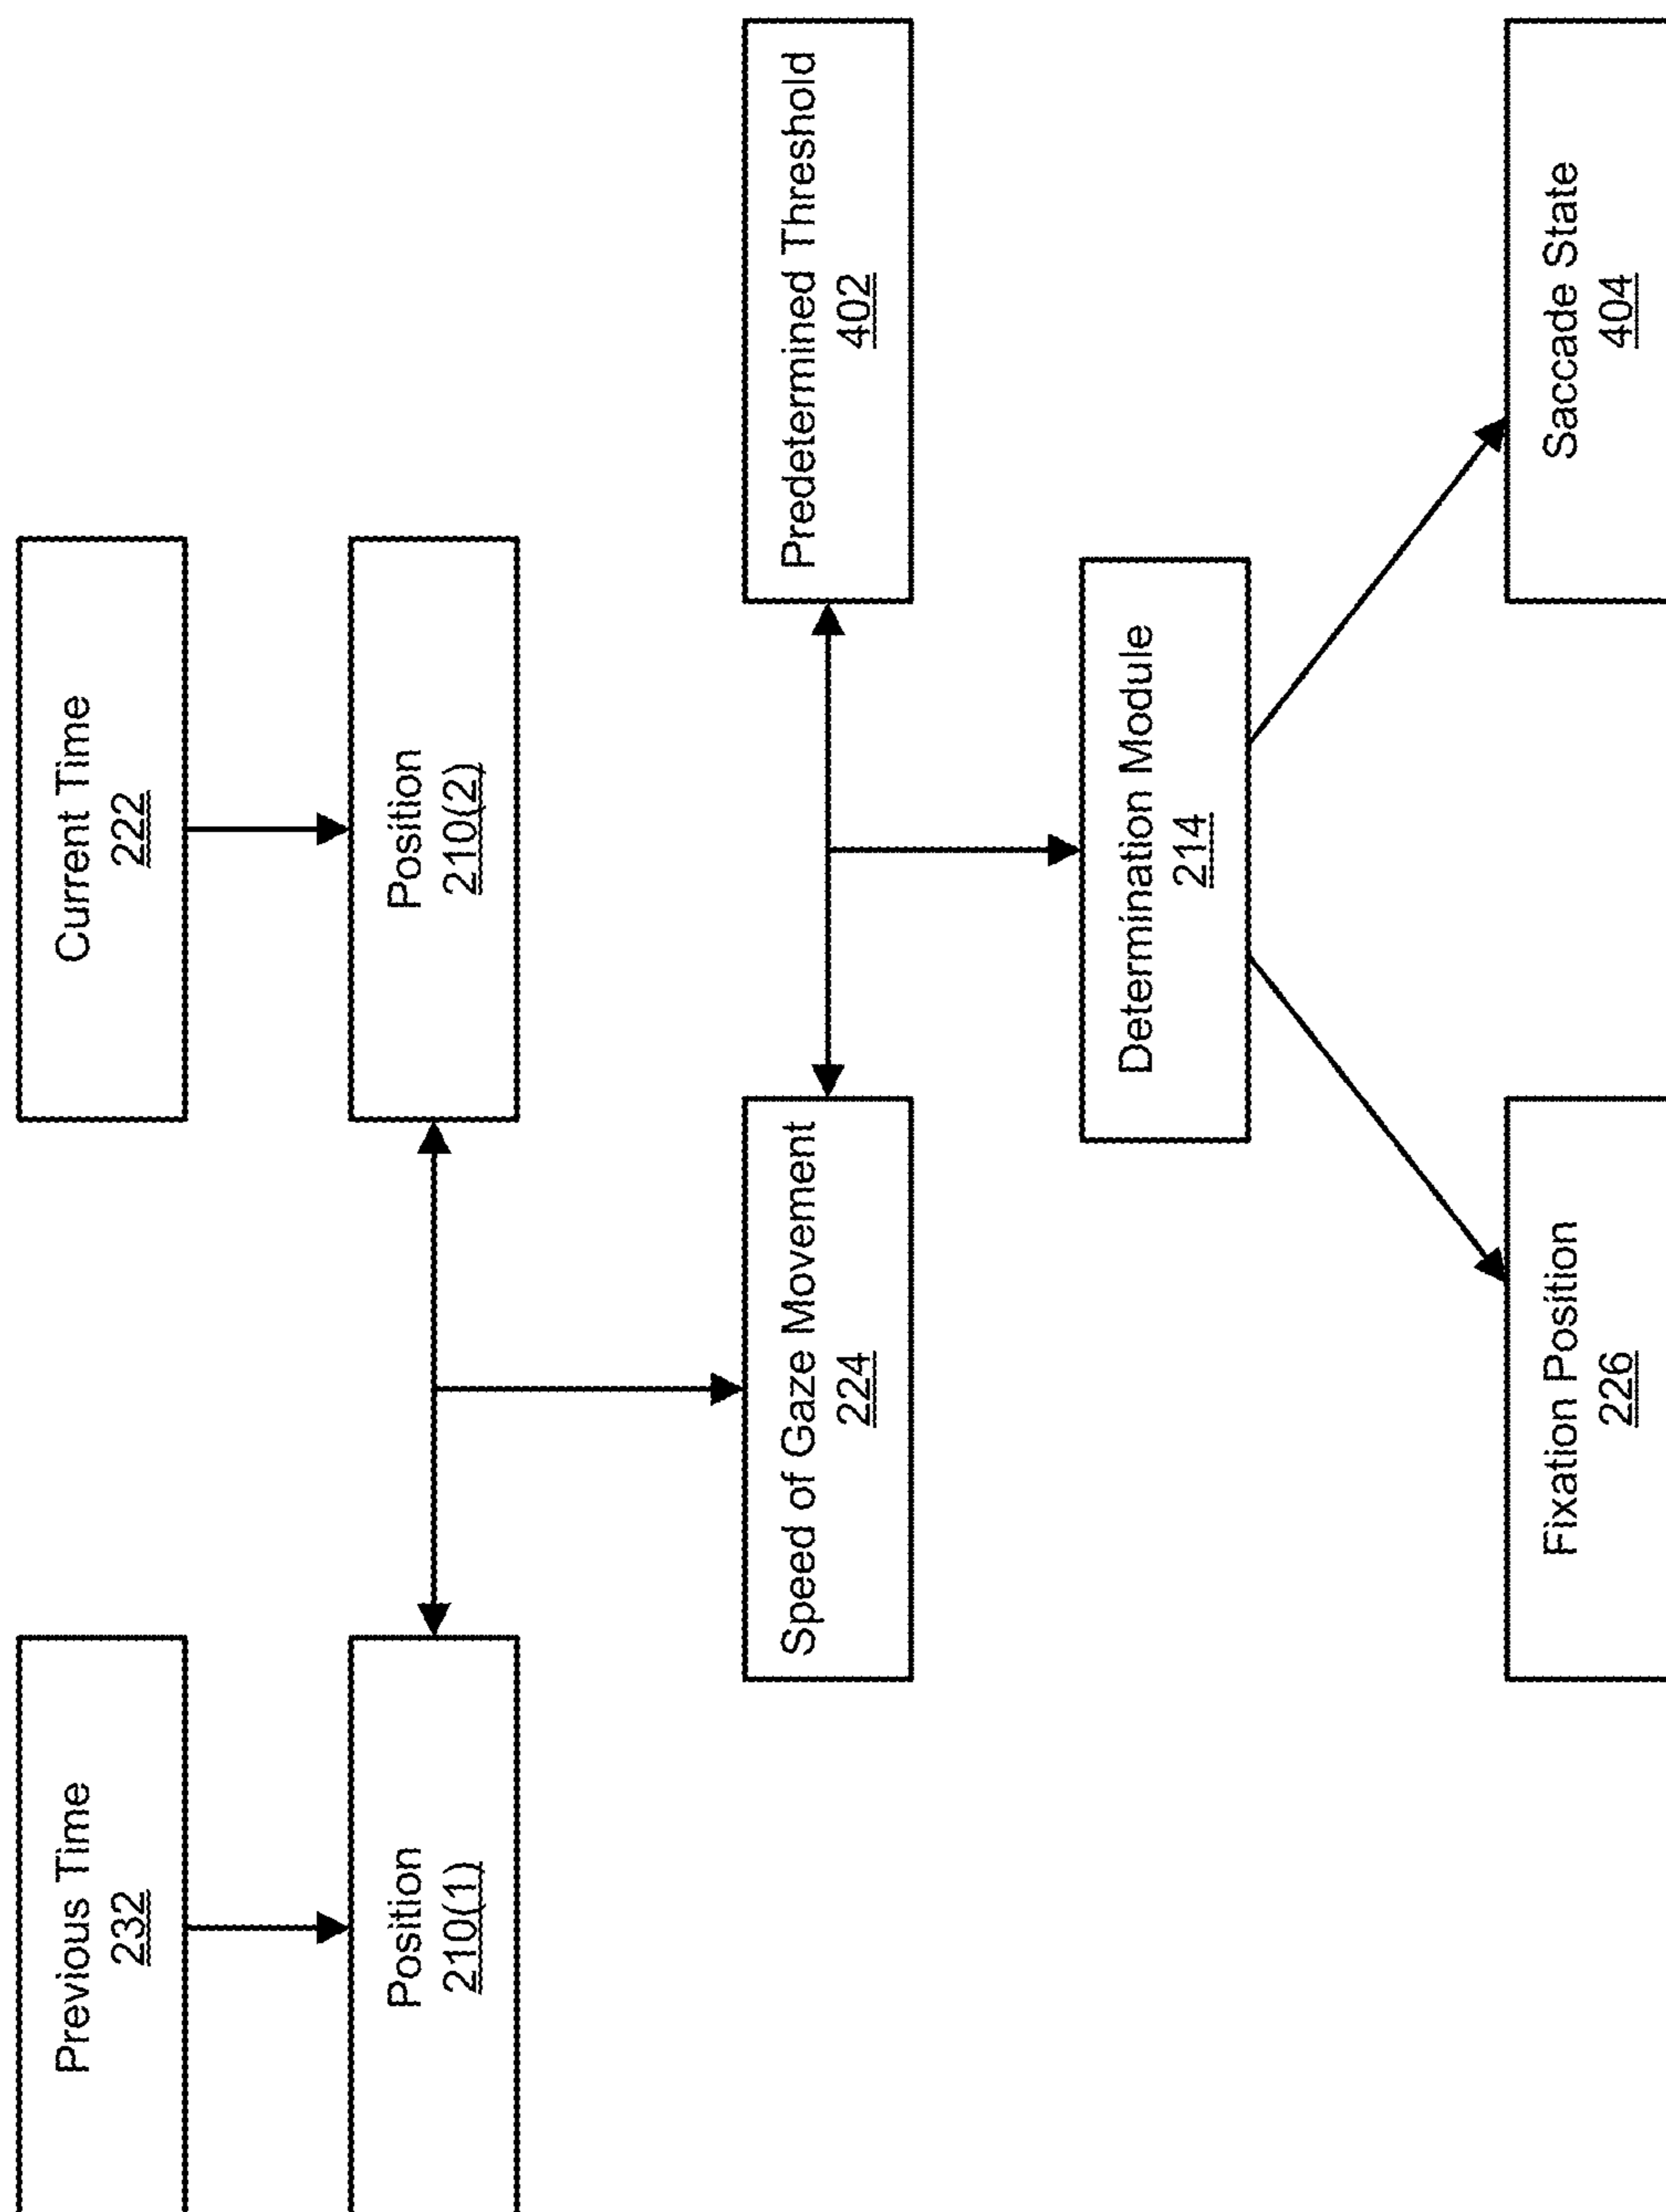 Previous Time
232
Current Time
222
Position
210(1)
Position
210(2)
Speed of Gaze Movement
224
Predetermined Threshold
402
Determination Module
214
Fixation Position
226
Saccade State
404